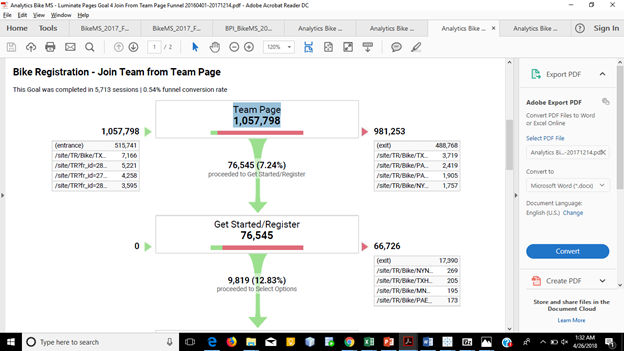 Analytics Bike MS - Luminate Pages Goal 4 Join From Team Page Funnel 20160401-20171214.pdf - Adobe Acrobat Reader DC
File Edit View Window Help
Home Tools BikeMS_2017_F... BikeMS_2017_F... BPI_BikeMS_20... Analytics Bike ... Analytics Bike ... Analytics Bike ... × Analytics Bike ... Sign In
1 / 2 120%
Bike Registration - Join Team from Team Page
This Goal was completed in 5,713 sessions | 0.54% funnel conversion rate
Team Page
1,057,798
1,057,798
(entrance) 515,741
/site/TR/Bike/TX... 7,166
/site/TR?fr_id=28... 5,221
/site/TR?fr_id=27... 4,258
/site/TR?fr_id=28... 3,595
981,253
(exit) 488,768
/site/TR/Bike/TX... 3,719
/site/TR/Bike/PA... 2,419
/site/TR/Bike/PA... 1,905
/site/TR/Bike/NY... 1,757
76,545 (7.24%)
proceeded to Get Started/Register
Get Started/Register
76,545
0
66,726
(exit) 17,390
/site/TR/Bike/NYN... 269
/site/TR/Bike/TXH... 205
/site/TR/Bike/MN... 195
/site/TR/Bike/PAE... 173
9,819 (12.83%)
proceeded to Select Options
Export PDF
Adobe Export PDF
Convert PDF Files to Word
or Excel Online
Select PDF File
Analytics Bi...-20171214.pdf
Convert to
Microsoft Word (*.docx)
Document Language:
English (U.S.) Change
Convert
Create PDF
Store and share files in the
Document Cloud
Learn More
Type here to search
1:32 AM
4/26/2018